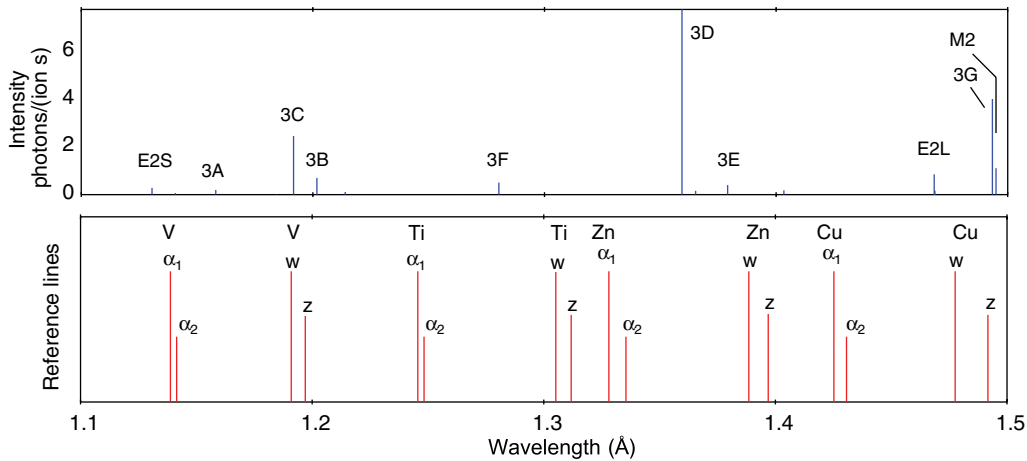 Intensity
photons/(ion s)
6
4
2
0
E2S
3A
3C
3B
3F
3D
3E
E2L
3G
M2
Reference lines
V V Ti Ti Zn Zn Cu Cu
α₁ w α₁ w α₁ w α₁ w
α₂ z α₂ z α₂ z α₂ z
1.1 1.2 1.3 1.4 1.5
Wavelength (Å)